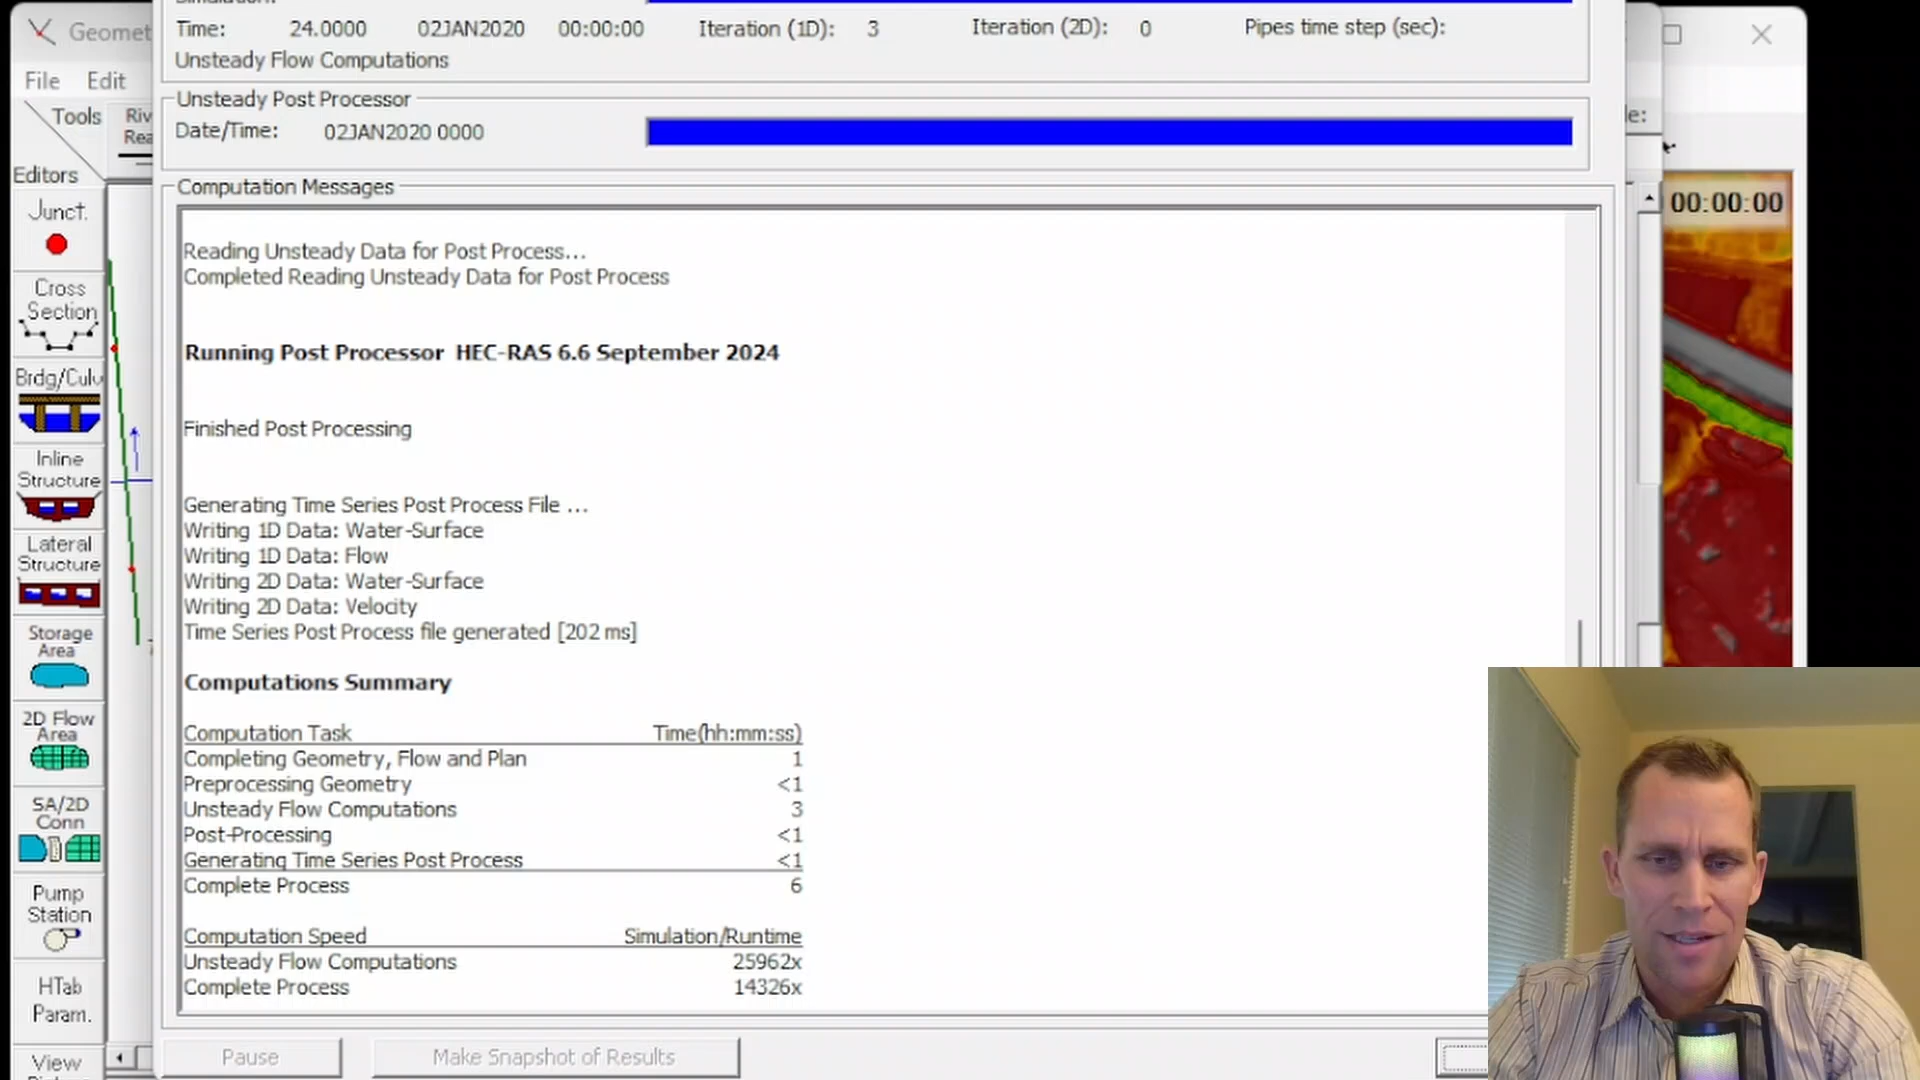 Geomet
File Edit
Tools
Riv
Rea
Editors
Junct.
Cross
Section
Brdg/Culv
Inline
Structure
Lateral
Structure
Storage
Area
2D Flow
Area
SA/2D
Conn
Pump
Station
HTab
Param.
View
Time: 24.0000 02JAN2020 00:00:00 Iteration (1D): 3 Iteration (2D): 0 Pipes time step (sec):
Unsteady Flow Computations
Unsteady Post Processor
Date/Time: 02JAN2020 0000
Computation Messages
Reading Unsteady Data for Post Process...
Completed Reading Unsteady Data for Post Process
Running Post Processor HEC-RAS 6.6 September 2024
Finished Post Processing
Generating Time Series Post Process File ...
Writing 1D Data: Water-Surface
Writing 1D Data: Flow
Writing 2D Data: Water-Surface
Writing 2D Data: Velocity
Time Series Post Process file generated [202 ms]
Computations Summary
Computation Task Time(hh:mm:ss)
Completing Geometry, Flow and Plan 1
Preprocessing Geometry <1
Unsteady Flow Computations 3
Post-Processing <1
Generating Time Series Post Process <1
Complete Process 6
Computation Speed Simulation/Runtime
Unsteady Flow Computations 25962x
Complete Process 14326x
Pause Make Snapshot of Results
le:
00:00:00